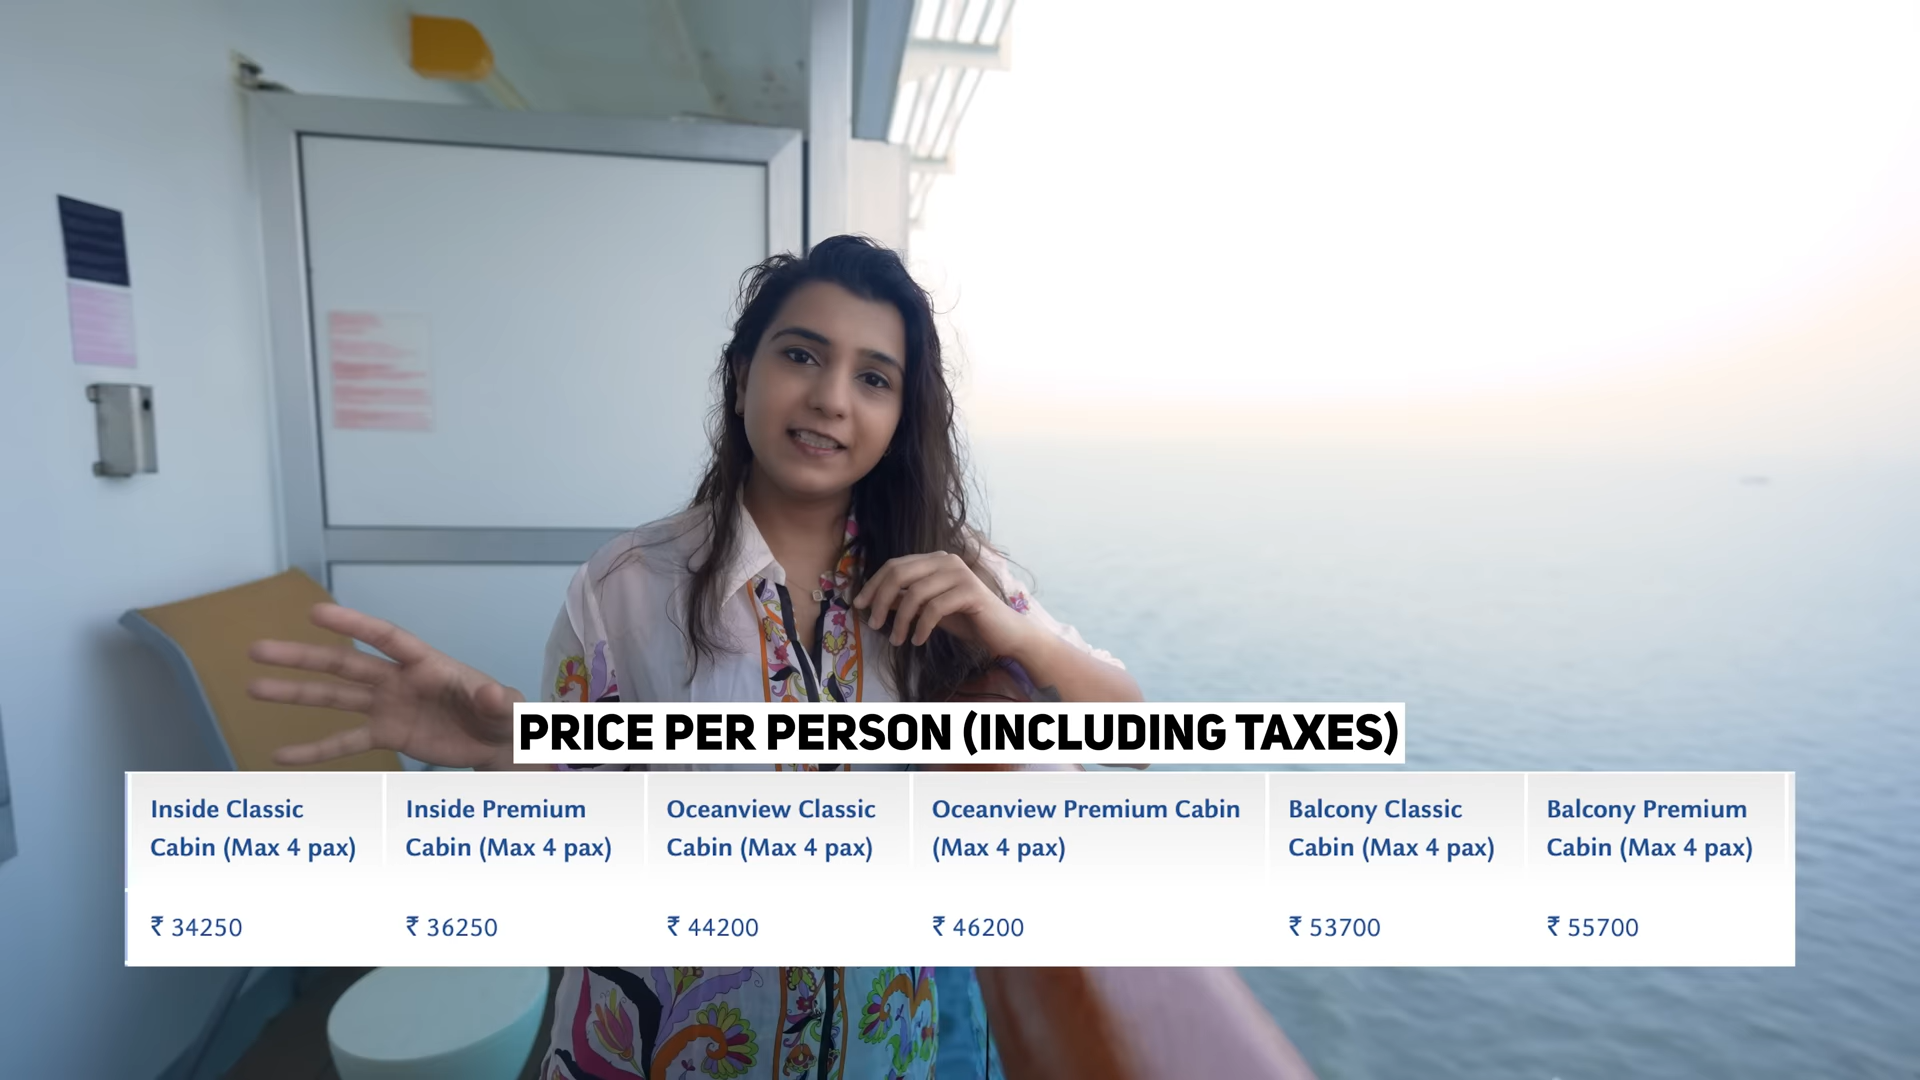 PRICE PER PERSON (INCLUDING TAXES)
Inside Classic
Cabin (Max 4 pax)
₹ 34250
Inside Premium
Cabin (Max 4 pax)
₹ 36250
Oceanview Classic
Cabin (Max 4 pax)
₹ 44200
Oceanview Premium Cabin
(Max 4 pax)
₹ 46200
Balcony Classic
Cabin (Max 4 pax)
₹ 53700
Balcony Premium
Cabin (Max 4 pax)
₹ 55700